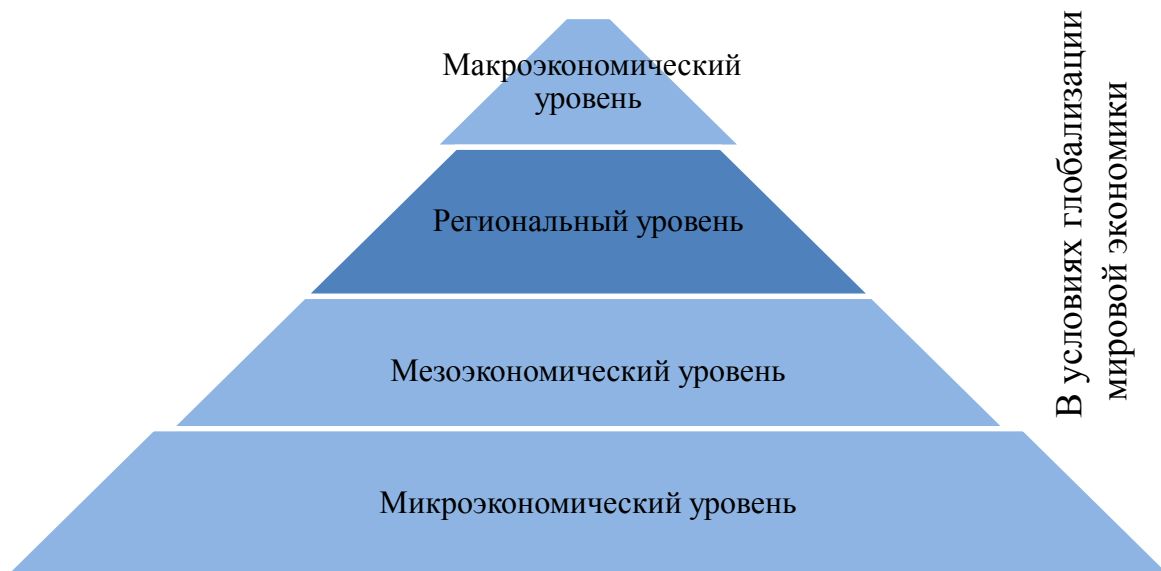 Макроэкономический
уровень
Региональный уровень
Мезоэкономический уровень
Микроэкономический уровень
В условиях глобализации
мировой экономики